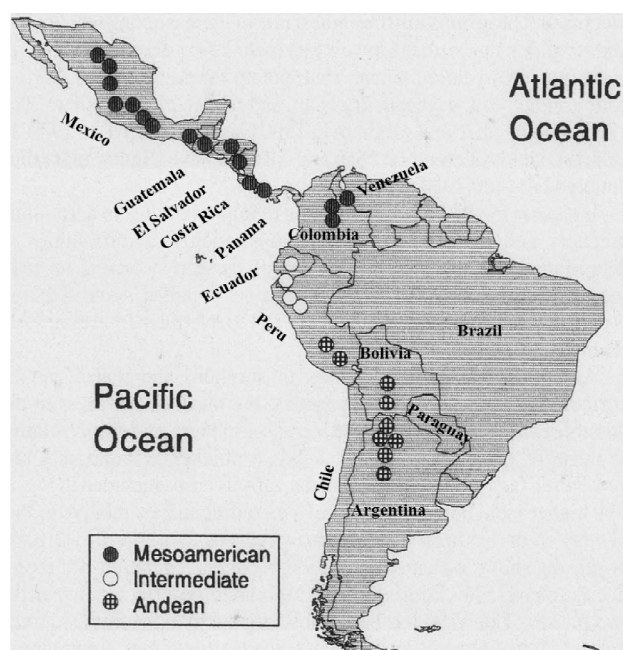 Atlantic
Ocean
Mexico
Guatemala
El Salvador
Costa Rica
Panama
Venezuela
Colombia
Ecuador
Peru
Brazil
Bolivia
Pacific
Ocean
Paraguay
Chile
Argentina
Mesoamerican
Intermediate
Andean